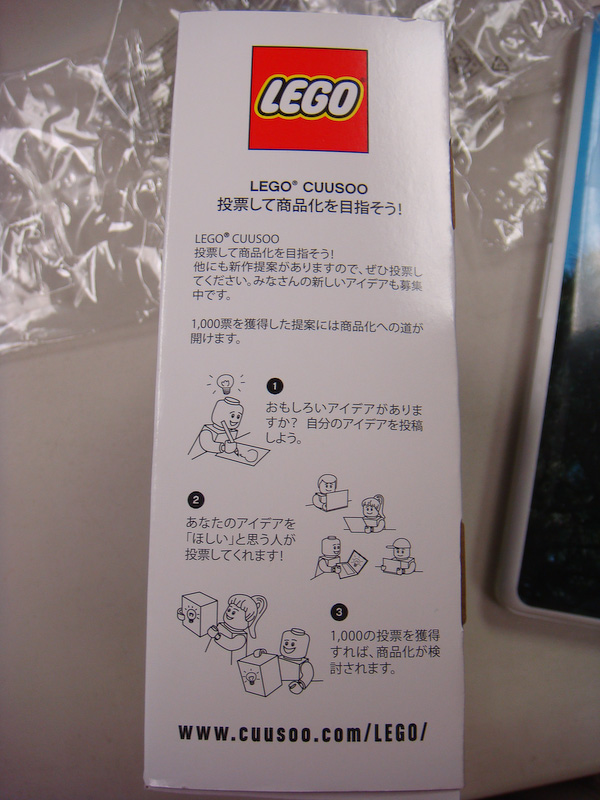 LEGO
LEGO® CUUSOO
投票して商品化を目指そう!
LEGO® CUUSOO
投票して商品化を目指そう!
他にも新作提案がありますので、ぜひ投票し
てください。みなさんの新しいアイデアも募集
中です。
1,000票を獲得した提案には商品化への道が
開けます。
1
おもしろいアイデアがありま
すか? 自分のアイデアを投稿
しよう。
2
あなたのアイデアを
「ほしい」と思う人が
投票してくれます!
3
1,000の投票を獲得
すれば、商品化が検
討されます。
www.cuusoo.com/LEGO/